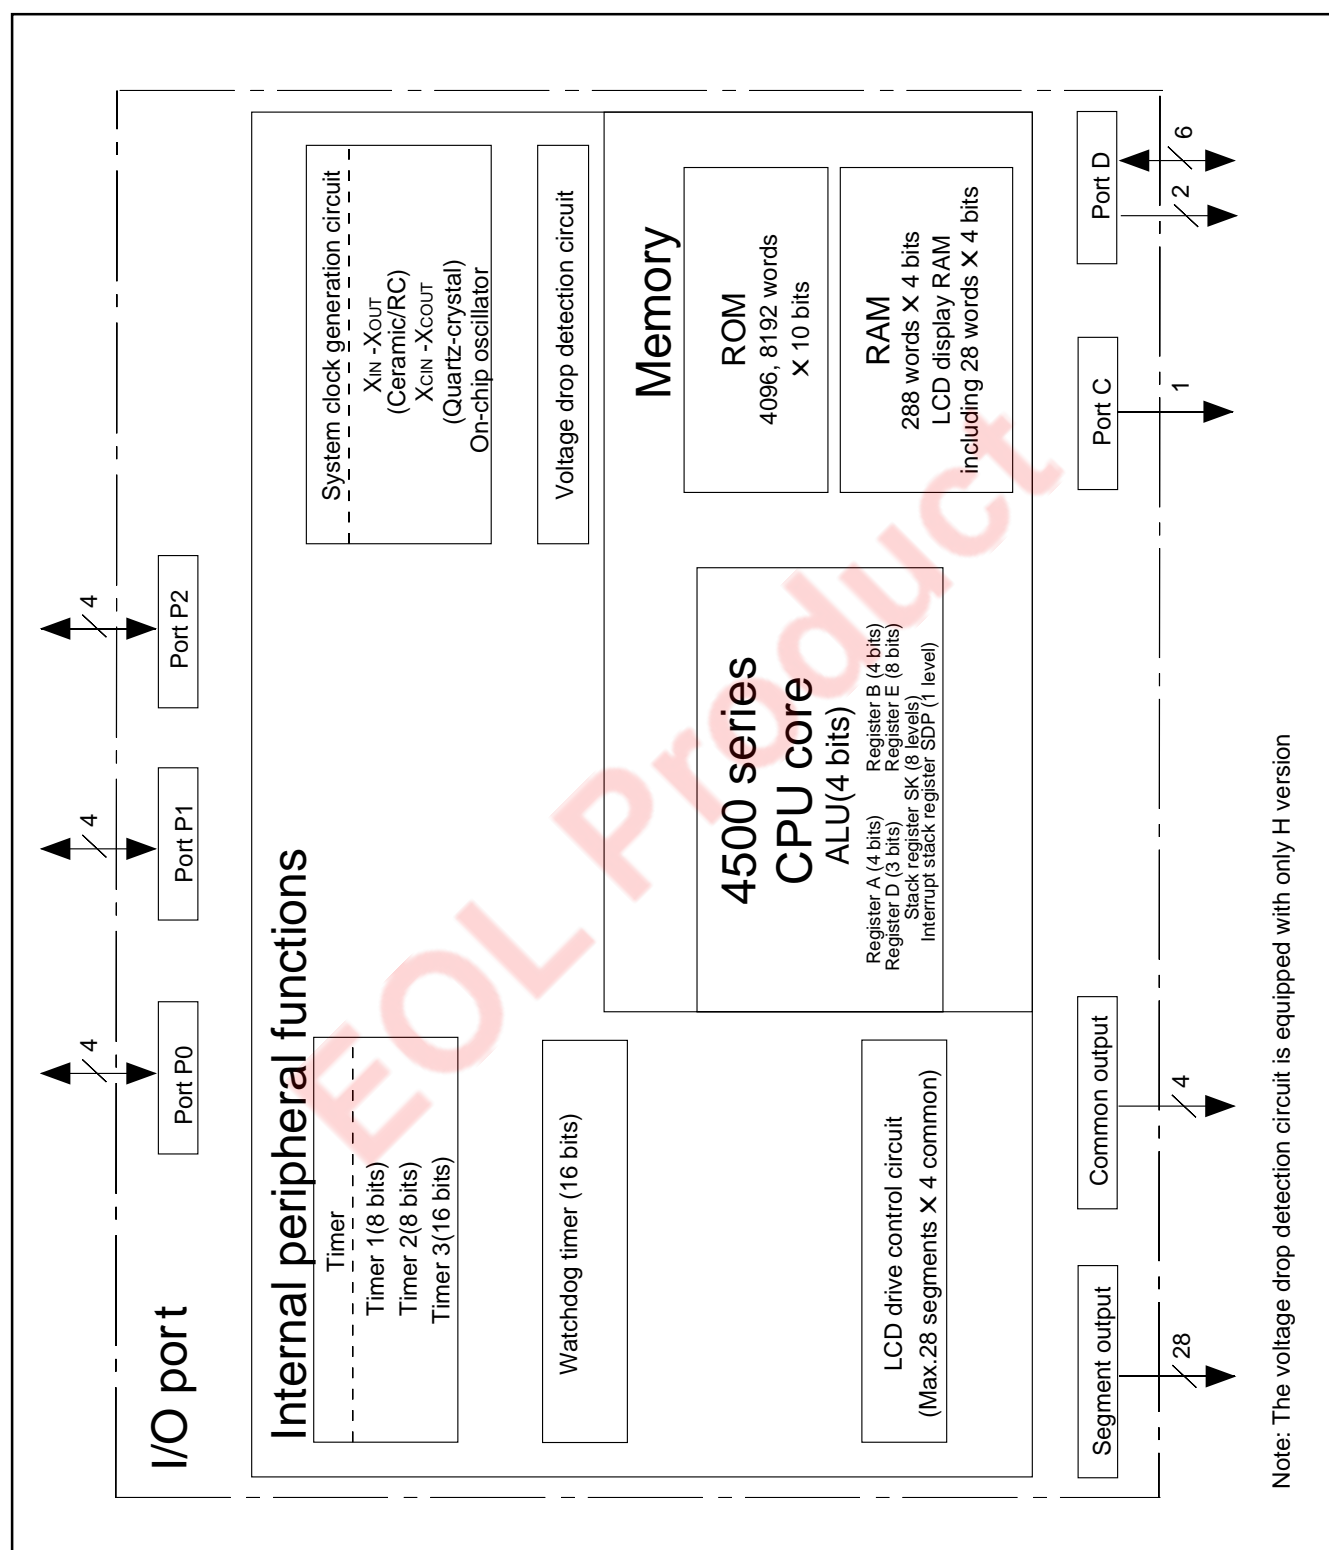 I/O port
4
4
4
Port P0
Port P1
Port P2
Internal peripheral functions
Timer
Timer 1(8 bits)
Timer 2(8 bits)
Timer 3(16 bits)
System clock generation circuit
XIN -XOUT
(Ceramic/RC)
XCIN -XCOUT
(Quartz-crystal)
On-chip oscillator
Watchdog timer (16 bits)
Voltage drop detection circuit
Memory
4500 series
CPU core
ALU(4 bits)
Register A (4 bits) Register B (4 bits)
Register D (3 bits) Register E (8 bits)
Stack register SK (8 levels)
Interrupt stack register SDP (1 level)
ROM
4096, 8192 words
× 10 bits
RAM
288 words × 4 bits
LCD display RAM
including 28 words × 4 bits
LCD drive control circuit
(Max.28 segments × 4 common)
Segment output
Common output
Port C
Port D
28
4
1
2
6
Note: The voltage drop detection circuit is equipped with only H version
EOL Product